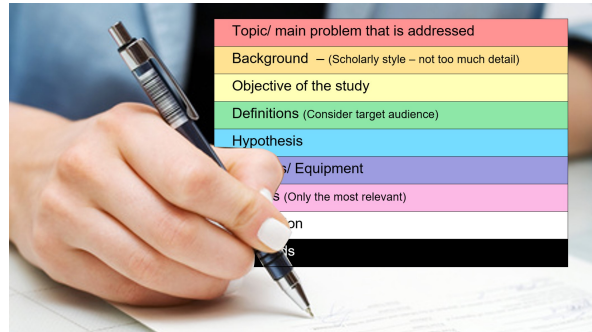 Topic/ main problem that is addressed
Background – (Scholarly style – not too much detail)
Objective of the study
Definitions (Consider target audience)
Hypothesis
/ Equipment
(Only the most relevant)